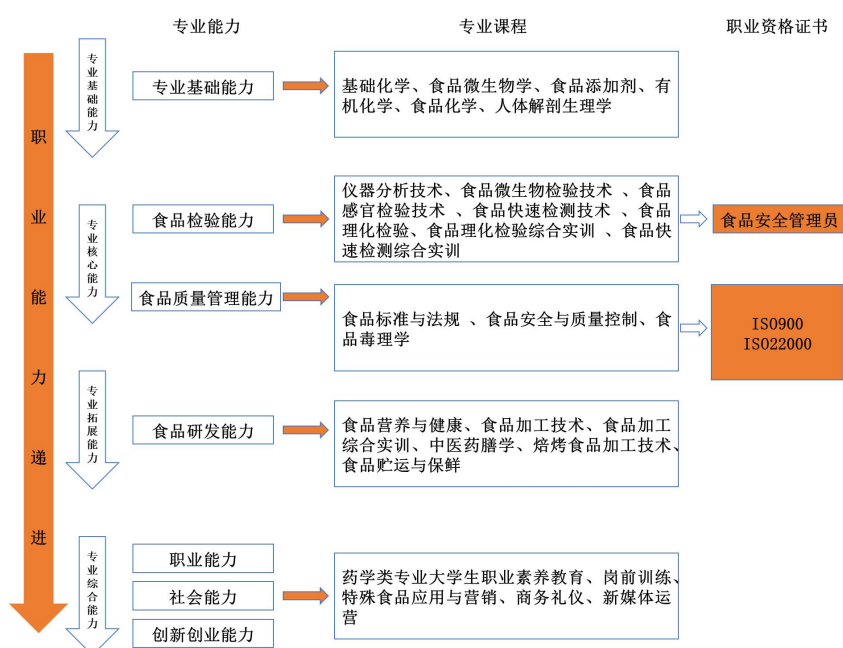 专业能力
专业课程
职业资格证书
职业能力递进
专业基础能力
专业基础能力
基础化学、食品微生物学、食品添加剂、有
机化学、食品化学、人体解剖生理学
专业核心能力
食品检验能力
仪器分析技术、食品微生物检验技术 、食品
感官检验技术 、食品快速检测技术 、食品
理化检验、食品理化检验综合实训 、食品快
速检测综合实训
食品安全管理员
食品质量管理能力
食品标准与法规 、食品安全与质量控制、食
品毒理学
ISO900
ISO22000
专业拓展能力
食品研发能力
食品营养与健康、食品加工技术、食品加工
综合实训、中医药膳学、焙烤食品加工技术、
食品贮运与保鲜
专业综合能力
职业能力
社会能力
创新创业能力
药学类专业大学生职业素养教育、岗前训练、
特殊食品应用与营销、商务礼仪、新媒体运
营